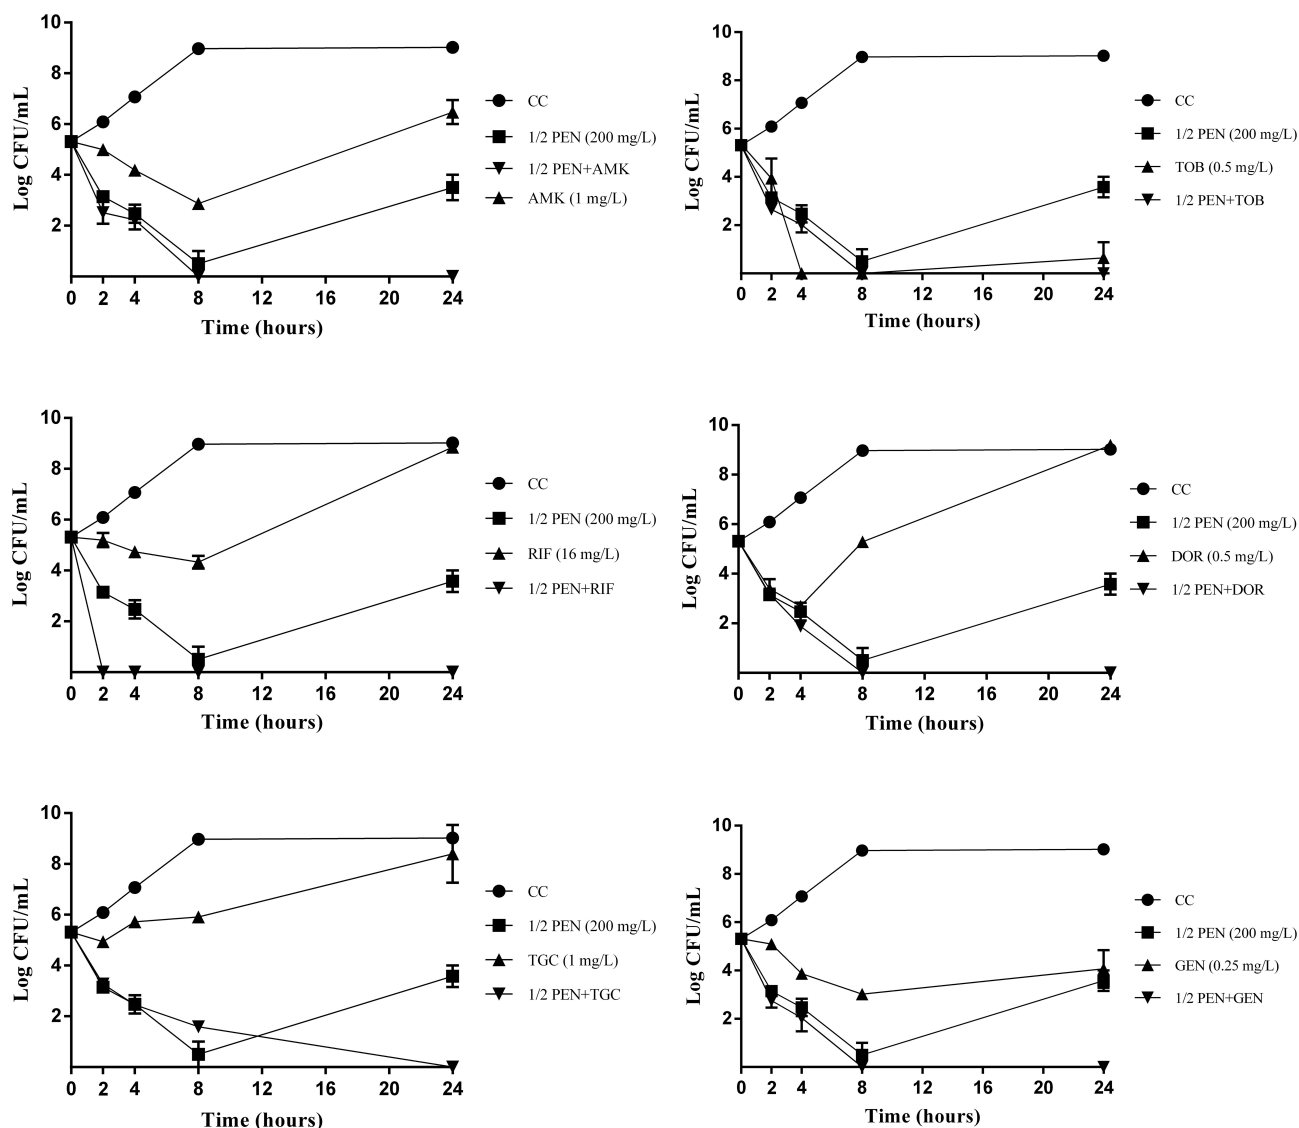 10
8
6
4
2
Log CFU/mL
0 2 4 8 12 16 20 24
Time (hours)
CC
1/2 PEN (200 mg/L)
1/2 PEN+AMK
AMK (1 mg/L)
10
8
6
4
2
Log CFU/mL
0 2 4 8 12 16 20 24
Time (hours)
CC
1/2 PEN (200 mg/L)
TOB (0.5 mg/L)
1/2 PEN+TOB
10
8
6
4
2
Log CFU/mL
0 2 4 8 12 16 20 24
Time (hours)
CC
1/2 PEN (200 mg/L)
RIF (16 mg/L)
1/2 PEN+RIF
10
8
6
4
2
Log CFU/mL
0 2 4 8 12 16 20 24
Time (hours)
CC
1/2 PEN (200 mg/L)
DOR (0.5 mg/L)
1/2 PEN+DOR
10
8
6
4
2
Log CFU/mL
0 2 4 8 12 16 20 24
Time (hours)
CC
1/2 PEN (200 mg/L)
TGC (1 mg/L)
1/2 PEN+TGC
10
8
6
4
2
Log CFU/mL
0 2 4 8 12 16 20 24
Time (hours)
CC
1/2 PEN (200 mg/L)
GEN (0.25 mg/L)
1/2 PEN+GEN